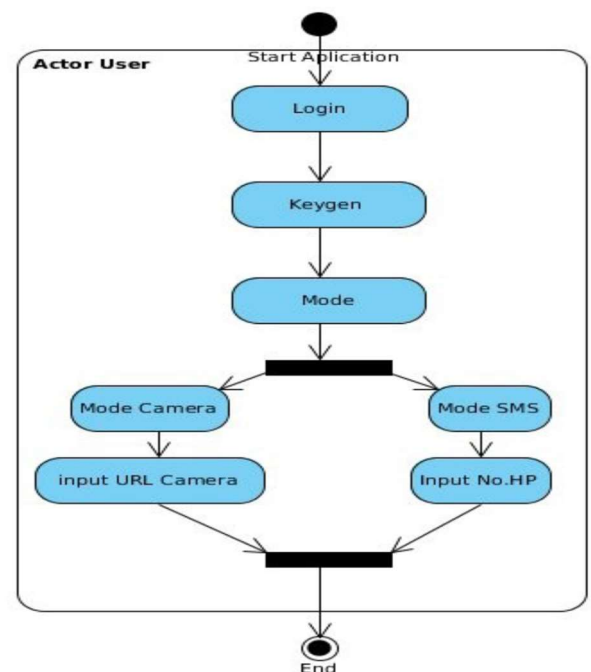 Start Aplication
Actor User
Login
Keygen
Mode
Mode Camera
Mode SMS
input URL Camera
Input No.HP
End